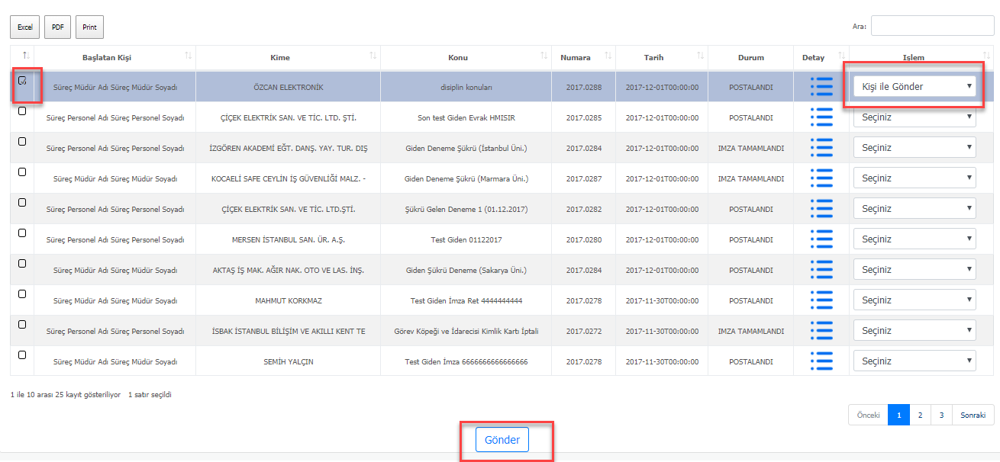 Excel PDF Print Ara:
Başlatan Kişi Kime Konu Numara Tarih Durum Detay İşlem
Süreç Müdür Adı Süreç Müdür Soyadı ÖZCAN ELEKTRONİK disiplin konuları 2017.0288 2017-12-01T00:00:00 POSTALANDI Kişi ile Gönder
Süreç Personel Adı Süreç Personel Soyadı ÇİÇEK ELEKTRİK SAN. VE TİC. LTD. ŞTİ. Son test Giden Evrak HMISIR 2017.0285 2017-12-01T00:00:00 POSTALANDI Seçiniz
Süreç Personel Adı Süreç Personel Soyadı İZGÖREN AKADEMİ EĞT. DANŞ. YAY. TUR. DIŞ Giden Deneme Şükrü (İstanbul Üni.) 2017.0284 2017-12-01T00:00:00 IMZA TAMAMLANDI Seçiniz
Süreç Müdür Adı Süreç Müdür Soyadı KOCAELİ SAFE CEYLİN İŞ GÜVENLİĞİ MALZ. - Giden Deneme Şükrü (Marmara Üni.) 2017.0287 2017-12-01T00:00:00 IMZA TAMAMLANDI Seçiniz
Süreç Personel Adı Süreç Personel Soyadı ÇİÇEK ELEKTRİK SAN. VE TİC. LTD.ŞTİ. Şükrü Gelen Deneme 1 (01.12.2017) 2017.0282 2017-12-01T00:00:00 POSTALANDI Seçiniz
Süreç Personel Adı Süreç Personel Soyadı MERSEN İSTANBUL SAN. ÜR. A.Ş. Test Giden 01122017 2017.0280 2017-12-01T00:00:00 POSTALANDI Seçiniz
Süreç Müdür Adı Süreç Müdür Soyadı AKTAŞ İŞ MAK. AĞIR NAK. OTO VE LAS. İNŞ. Giden Şükrü Deneme (Sakarya Üni.) 2017.0284 2017-12-01T00:00:00 POSTALANDI Seçiniz
Süreç Müdür Adı Süreç Müdür Soyadı MAHMUT KORKMAZ Test Giden İmza Ret 4444444444 2017.0278 2017-11-30T00:00:00 POSTALANDI Seçiniz
Süreç Personel Adı Süreç Personel Soyadı İSBAK İSTANBUL BİLİŞİM VE AKILLI KENT TE Görev Köpeği ve İdarecisi Kimlik Kartı İptali 2017.0272 2017-11-30T00:00:00 IMZA TAMAMLANDI Seçiniz
Süreç Müdür Adı Süreç Müdür Soyadı SEMİH YALÇIN Test Giden İmza 6666666666666666 2017.0278 2017-11-30T00:00:00 POSTALANDI Seçiniz
1 ile 10 arası 25 kayıt gösteriliyor 1 satır seçildi
Önceki 1 2 3 Sonraki
Gönder